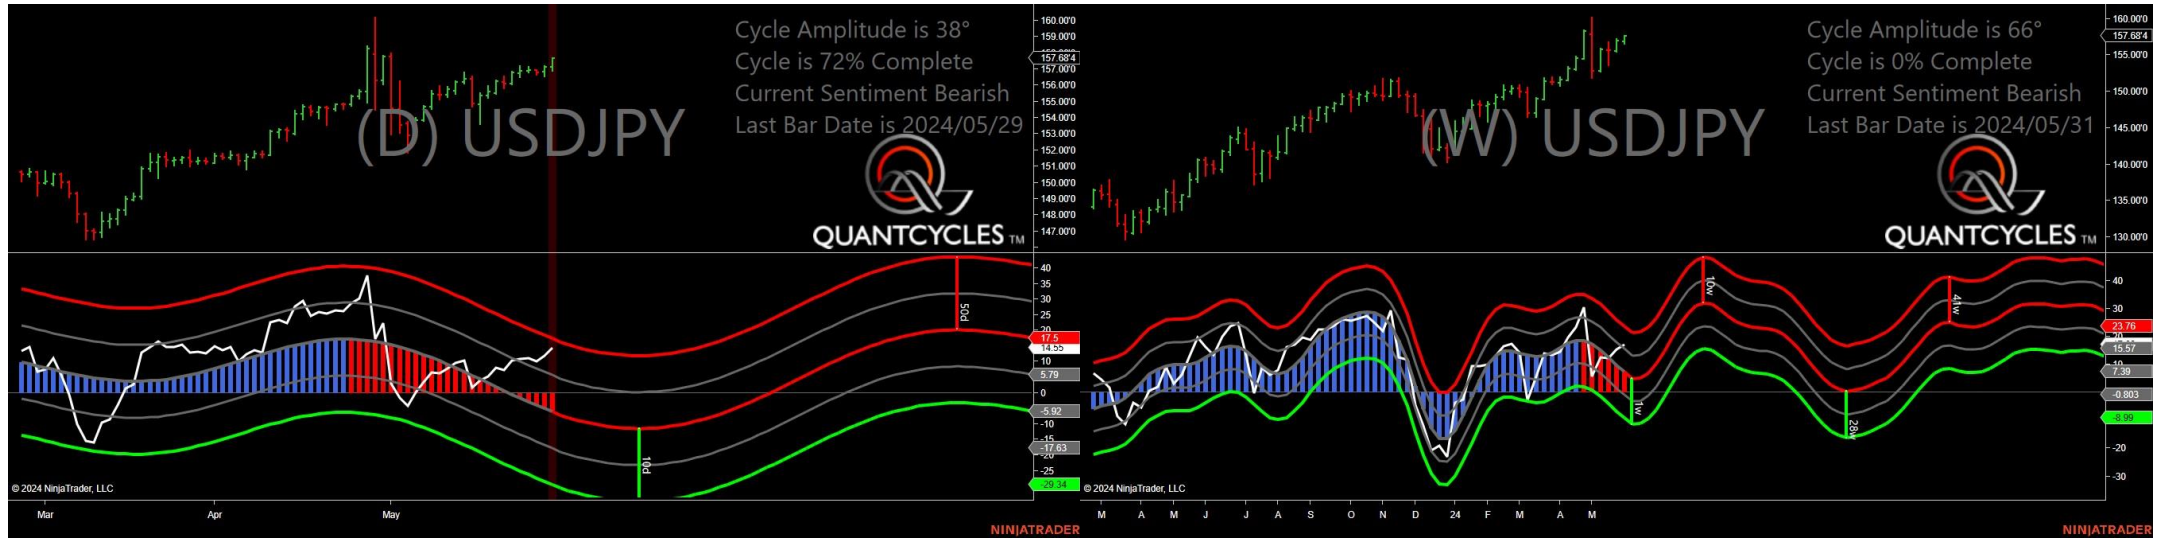 Cycle Amplitude is 38°
Cycle is 72% Complete
Current Sentiment Bearish
Last Bar Date is 2024/05/29
(D) USDJPY
QUANTCYCLES TM
160.00'0
159.00'0
157.68'4
157.00'0
156.00'0
155.00'0
154.00'0
153.00'0
152.00'0
151.00'0
150.00'0
149.00'0
148.00'0
147.00'0
40
35
30
25
20
17.5
14.55
10
5.79
0
-5.92
-10
-15
-17.63
-20
-25
-29.34
50d
10d
© 2024 NinjaTrader, LLC
Mar Apr May
NINJATRADER
Cycle Amplitude is 66°
Cycle is 0% Complete
Current Sentiment Bearish
Last Bar Date is 2024/05/31
(W) USDJPY
QUANTCYCLES TM
160.00'0
157.68'4
155.00'0
150.00'0
145.00'0
140.00'0
135.00'0
130.00'0
40
30
23.76
20
15.57
7.39
-0.803
-8.99
-20
-30
10w
41w
1w
28w
© 2024 NinjaTrader, LLC
M A M J J A S O N D 24 F M A M
NINJATRADER